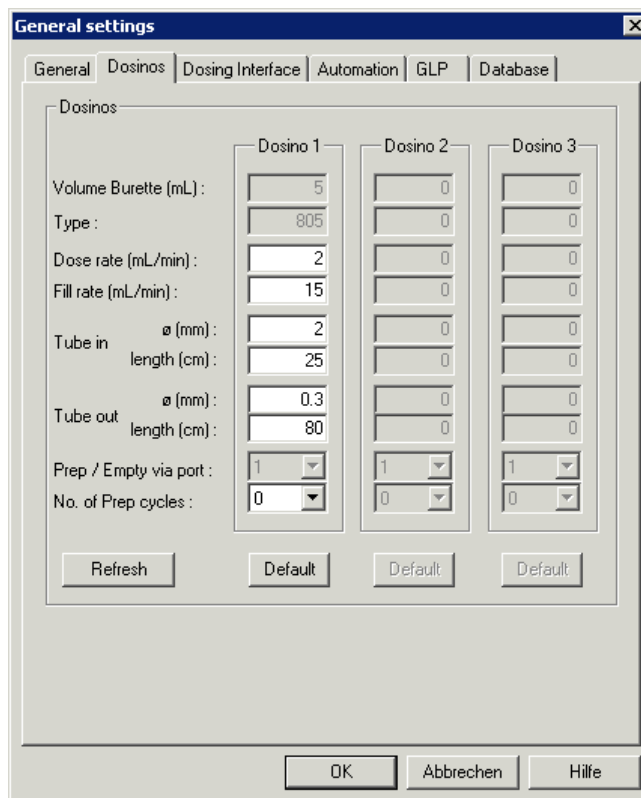 General settings
General Dosinos Dosing Interface Automation GLP Database
Dosinos
Dosino 1 Dosino 2 Dosino 3
Volume Burette (mL) : 5 0 0
Type : 805 0 0
Dose rate (mL/min) : 2 0 0
Fill rate (mL/min) : 15 0 0
Tube in
ø (mm) : 2 0 0
length (cm) : 25 0 0
Tube out
ø (mm) : 0.3 0 0
length (cm) : 80 0 0
Prep / Empty via port : 1 1 1
No. of Prep cycles : 0 0 0
Refresh Default Default Default
OK Abbrechen Hilfe